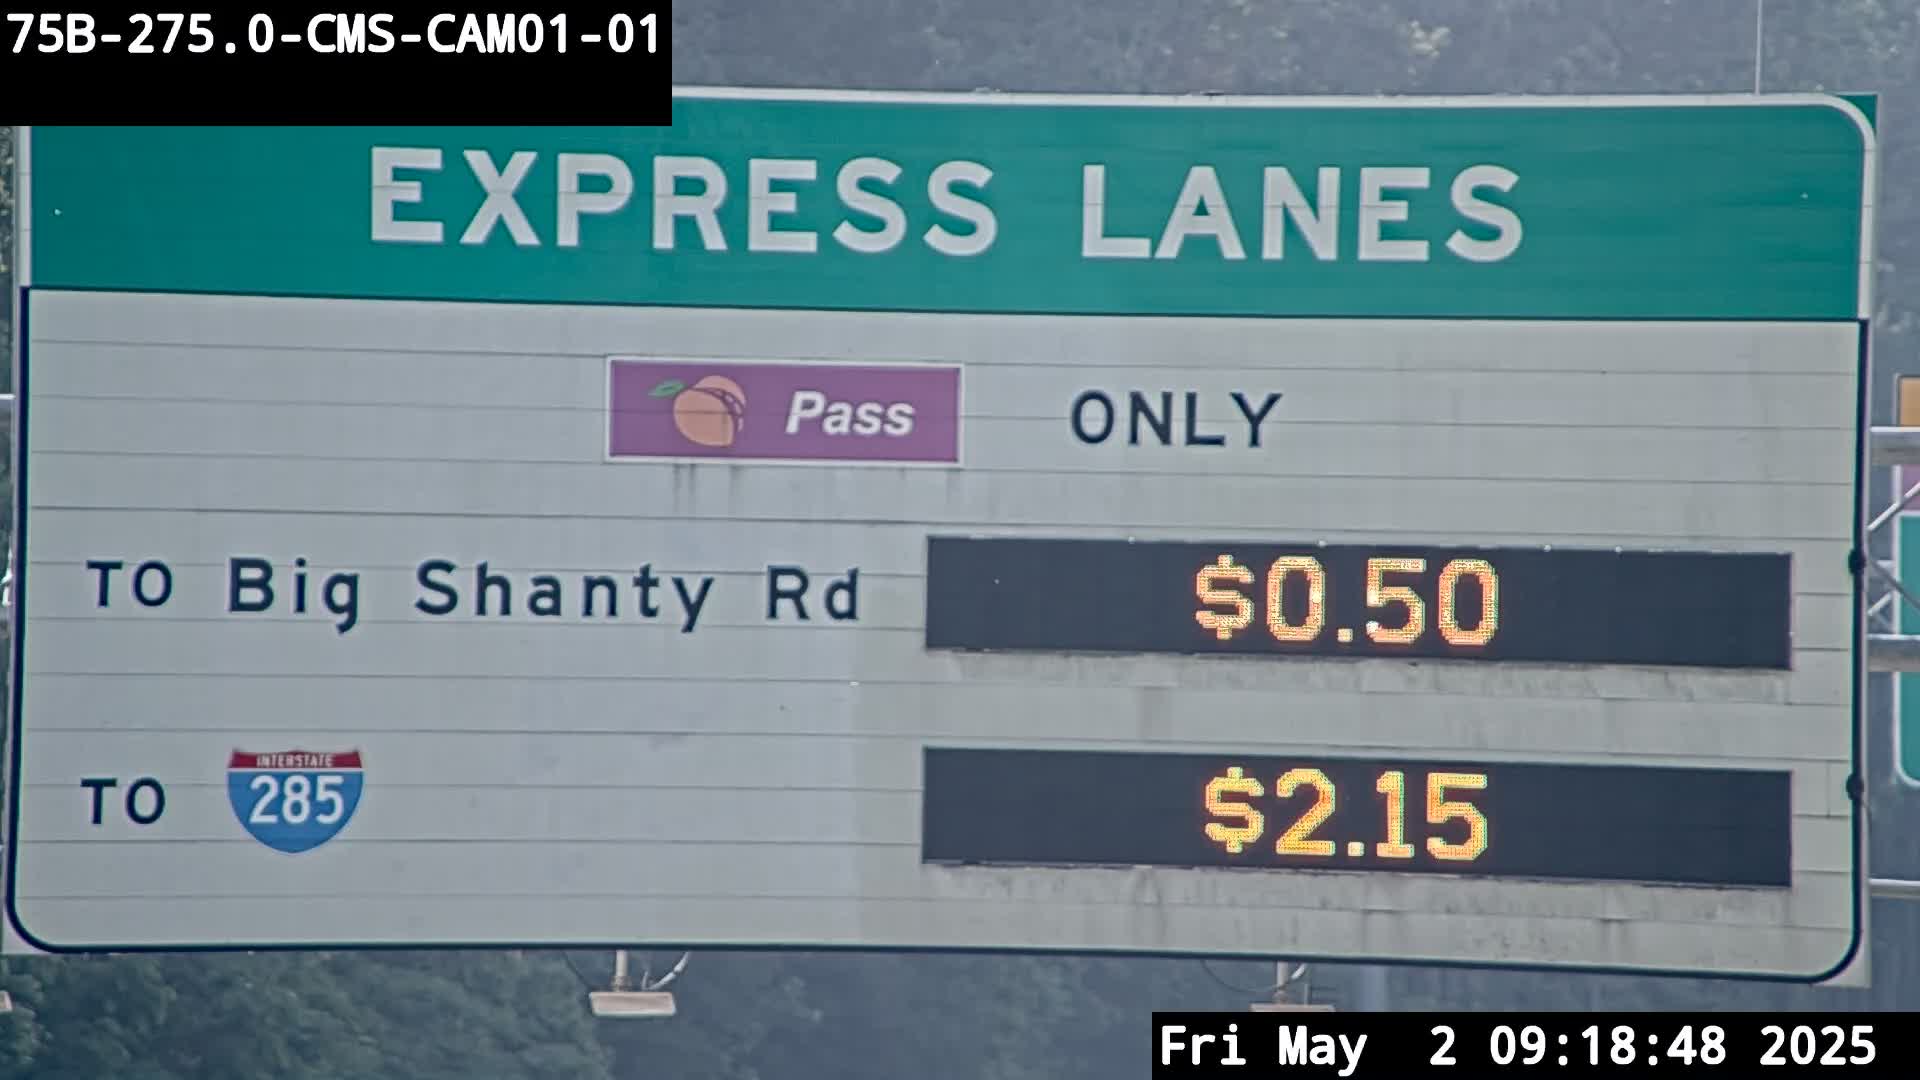 75B-275.0-CMS-CAM01-01
EXPRESS LANES
Pass ONLY
TO Big Shanty Rd $0.50
INTERSTATE
TO 285 $2.15
Fri May 2 09:18:48 2025